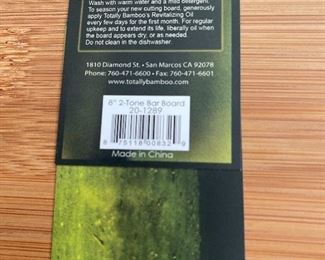 Wash with warm water and a mild detergent.
To season your new cutting board, generously
apply Totally Bamboo's Revitalizing Oil
every few days for the first month. For regular
upkeep and to extend its life, liberally oil when
the board appears dry, or as needed.
Do not clean in the dishwasher.
1810 Diamond St. • San Marcos CA 92078
Phone: 760-471-6600 • Fax: 760-471-6601
www.totallybamboo.com
8" 2-Tone Bar Board
20-1289
8 75118 00832 9
Made in China